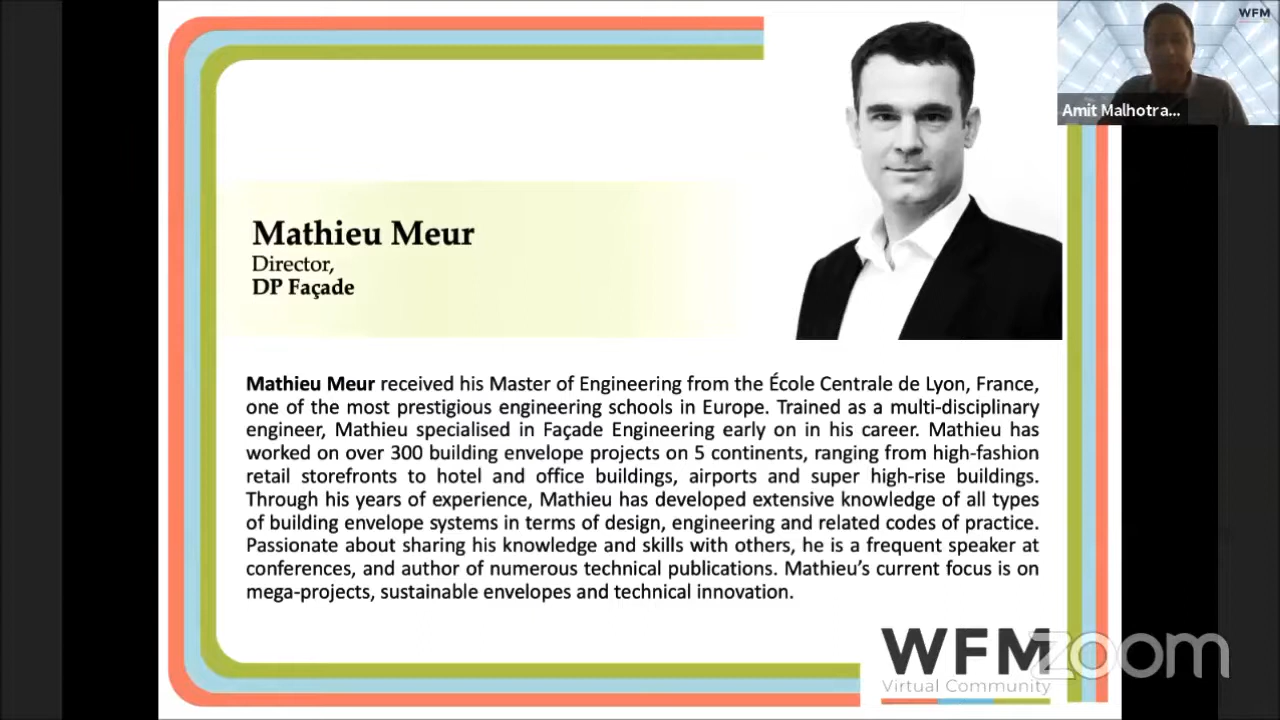 WFM
Amit Malhotra...
Mathieu Meur
Director,
DP Façade
Mathieu Meur received his Master of Engineering from the École Centrale de Lyon, France,
one of the most prestigious engineering schools in Europe. Trained as a multi-disciplinary
engineer, Mathieu specialised in Façade Engineering early on in his career. Mathieu has
worked on over 300 building envelope projects on 5 continents, ranging from high-fashion
retail storefronts to hotel and office buildings, airports and super high-rise buildings.
Through his years of experience, Mathieu has developed extensive knowledge of all types
of building envelope systems in terms of design, engineering and related codes of practice.
Passionate about sharing his knowledge and skills with others, he is a frequent speaker at
conferences, and author of numerous technical publications. Mathieu’s current focus is on
mega-projects, sustainable envelopes and technical innovation.
WFM
zoom
Virtual Community